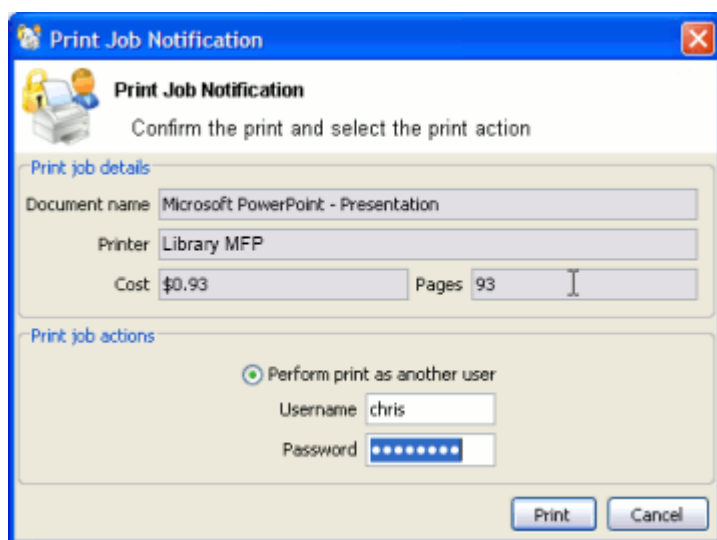 Print Job Notification
Print Job Notification
Confirm the print and select the print action
Print job details
Document name Microsoft PowerPoint - Presentation
Printer Library MFP
Cost $0.93 Pages 93
Print job actions
Perform print as another user
Username chris
Password ••••••••
Print Cancel